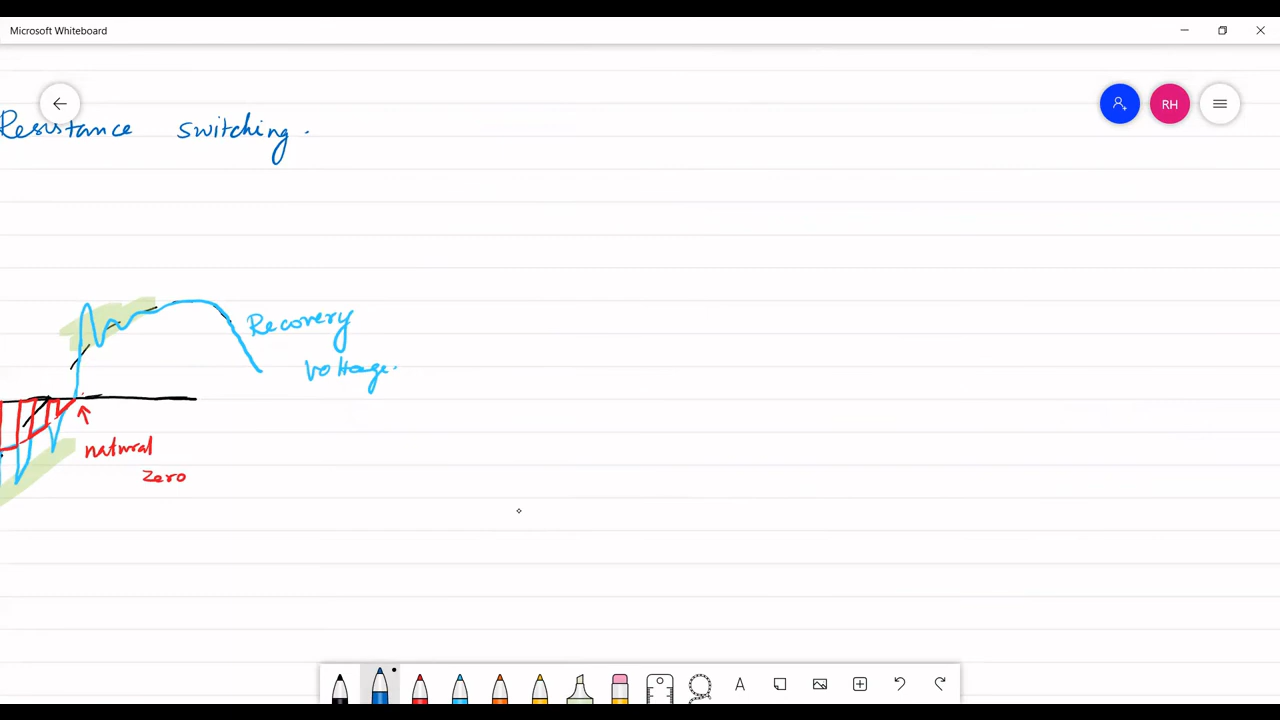 Microsoft Whiteboard
RH
Resistance switching.
Recovery
Voltage.
natural
zero
A